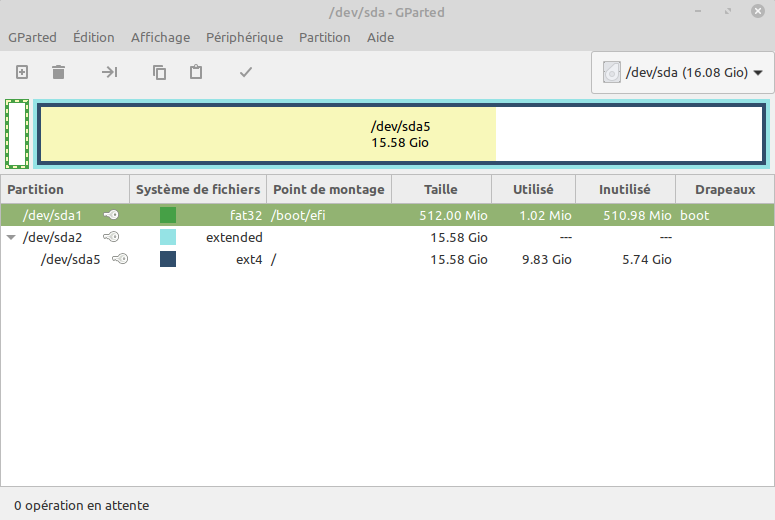 /dev/sda - GParted
GParted Édition Affichage Périphérique Partition Aide
/dev/sda (16.08 Gio)
/dev/sda5
15.58 Gio
Partition Système de fichiers Point de montage Taille Utilisé Inutilisé Drapeaux
/dev/sda1 fat32 /boot/efi 512.00 Mio 1.02 Mio 510.98 Mio boot
/dev/sda2 extended 15.58 Gio --- ---
/dev/sda5 ext4 / 15.58 Gio 9.83 Gio 5.74 Gio
0 opération en attente